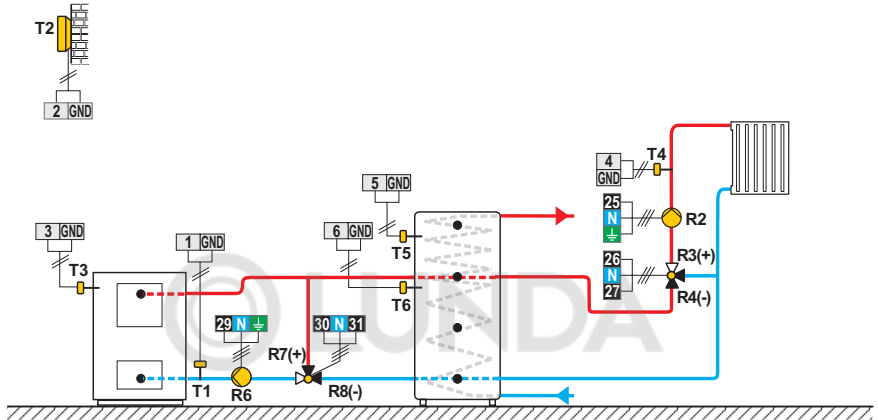 T2
2 GND
5 GND
4
GND
T4
25
N
R2
3 GND
1 GND
6 GND
T5
T3
T6
26
N
27
R3(+)
R4(-)
LUNDA
29 N
30 N 31
R7(+)
T1
R6
R8(-)